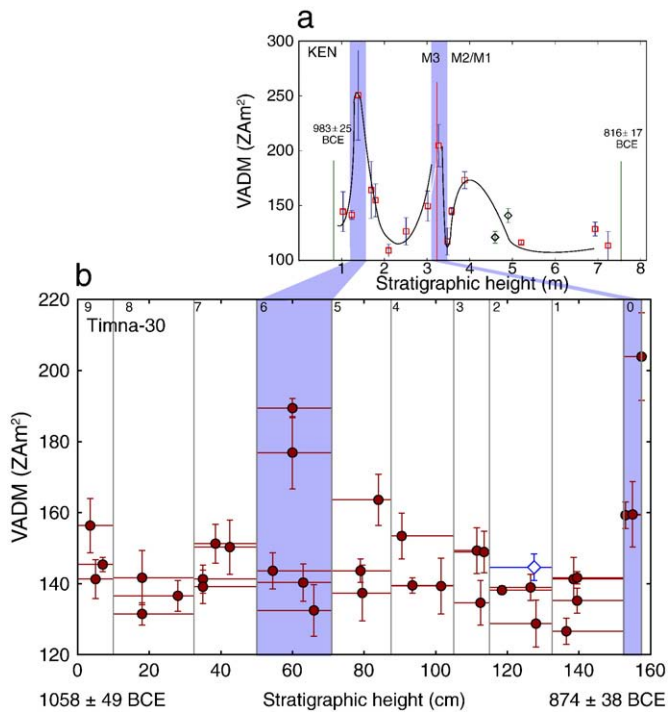 a
KEN
M3 M2/M1
983± 25
BCE
816± 17
BCE
VADM (ZAm²)
300
250
200
150
100
1 2 3 4 5 6 7 8
Stratigraphic height (m)
b
Timna-30
9 8 7 6 5 4 3 2 1 0
VADM (ZAm²)
220
200
180
160
140
120
100
0 20 40 60 80 100 120 140 160
1058 ± 49 BCE Stratigraphic height (cm) 874 ± 38 BCE